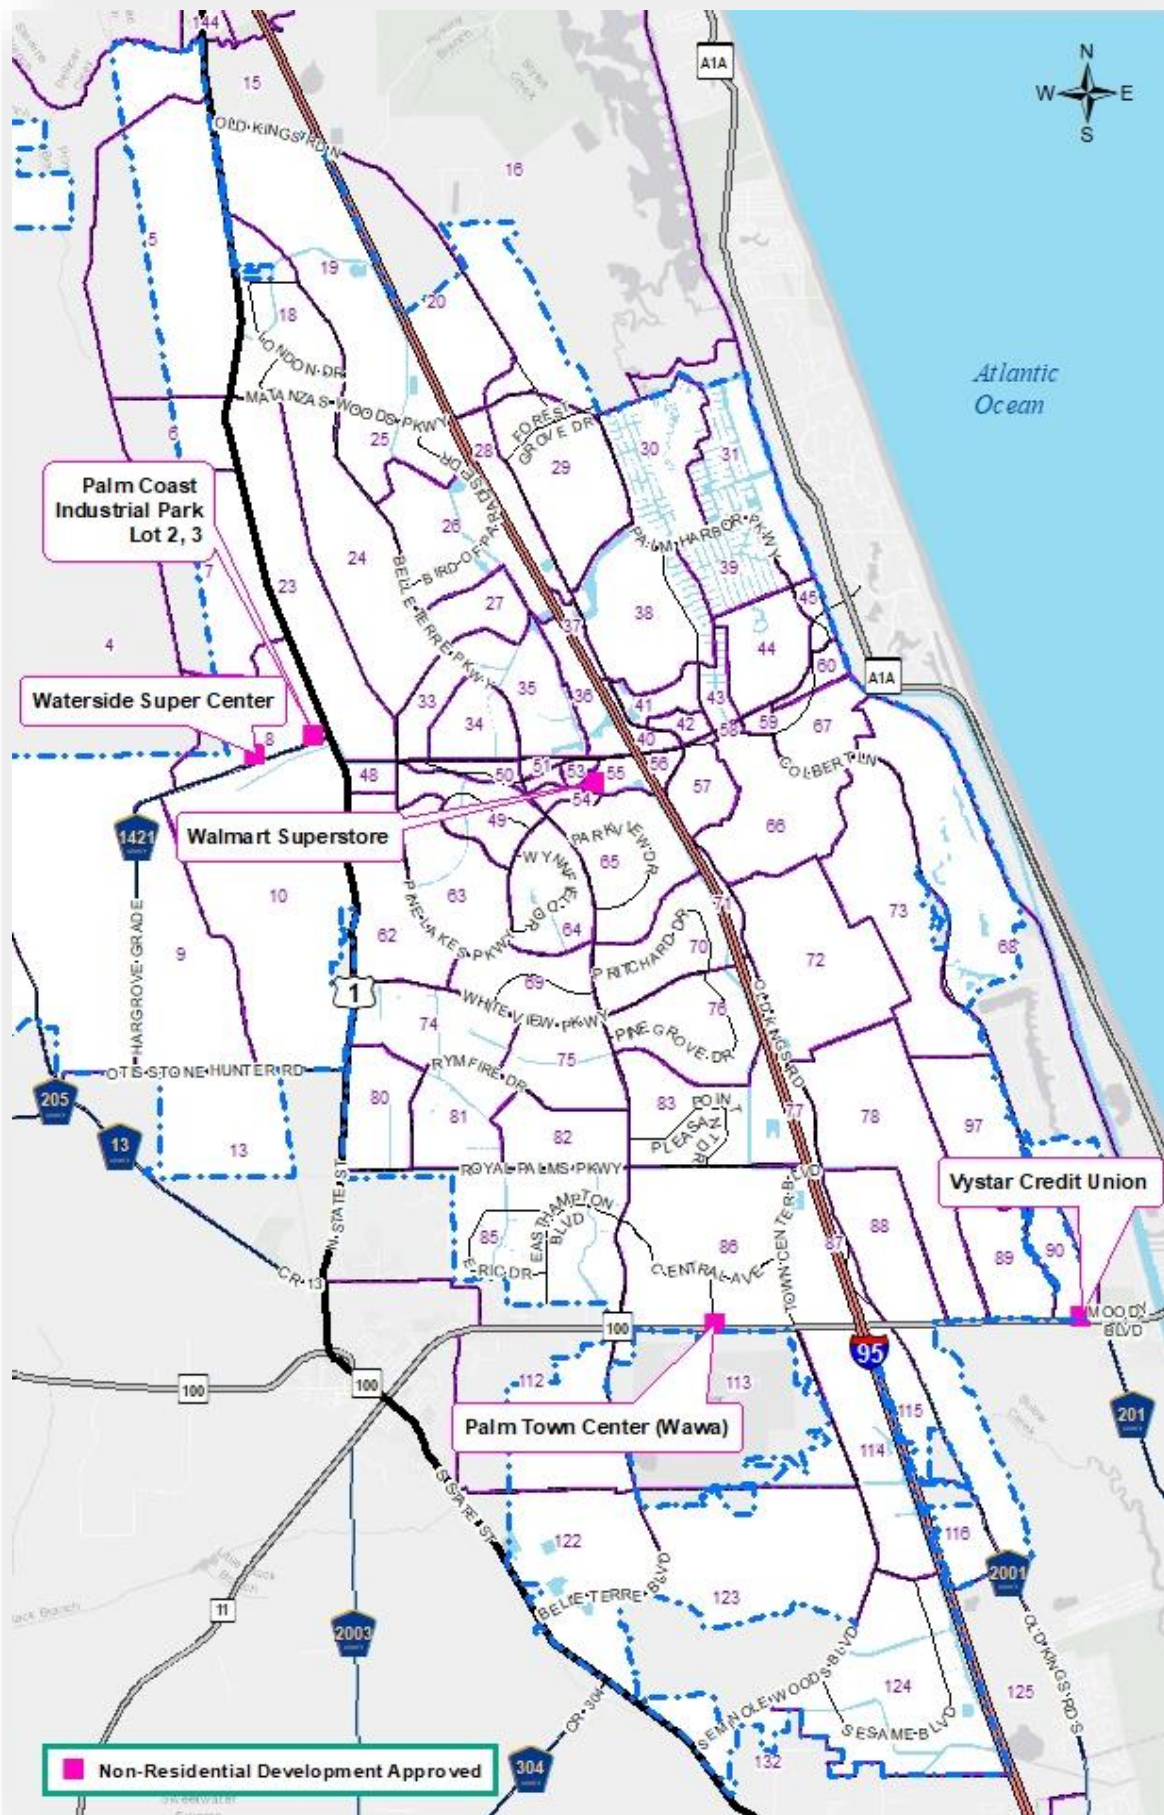 144
A1A
N
W E
S
15
OLD KINGS RD N
16
5
19
20
18
LONDON DR
Atlantic
Ocean
MATANZAS WOODS PKWY
6
25
28
FOREST
GROVE DR
29
30
31
Palm Coast
Industrial Park
Lot 2, 3
26
BIRD OF PARADISE DR
PALM HARBOR PKWY
24
23
7
39
BELLE TERRE PKWY
27
37
38
45
4
44
60
A1A
33
35
36
41
43
Waterside Super Center
34
42
58
59
67
8
40
COLBERT LN
48
50
51
53
55
56
57
54
49
Walmart Superstore
66
PARKVIEW DR
65
1421
WYNNFIELD DR
10
63
PINE LAKES PKWY
71
73
62
64
68
9
HARGROVE GRADE
PRITCHARD DR
70
72
69
1
WHITE VIEW PKWY
76
74
PINE GROVE DR
75
OLD KINGS RD
OTIS STONE HUNTER RD
RYMFIRE DR
205
80
81
83
POINT
PLEASANT DR
77
78
97
13
13
82
ROYAL PALMS PKWY
Vystar Credit Union
N STATE ST
EASTHAMPTON
BLVD
85
86
TOWN CENTER BLVD
88
87
89
90
ERIC DR
CENTRAL AVE
CR 13
100
MOODY
BLVD
95
100
100
112
113
115
201
Palm Town Center (Wawa)
114
S STATE ST
116
122
2001
BELLE TERRE BLVD
123
11
2003
OLD KINGS RD S
SEMINOLE WOODS BLVD
124
125
CR 304
SESAME BLVD
132
304
Non-Residential Development Approved